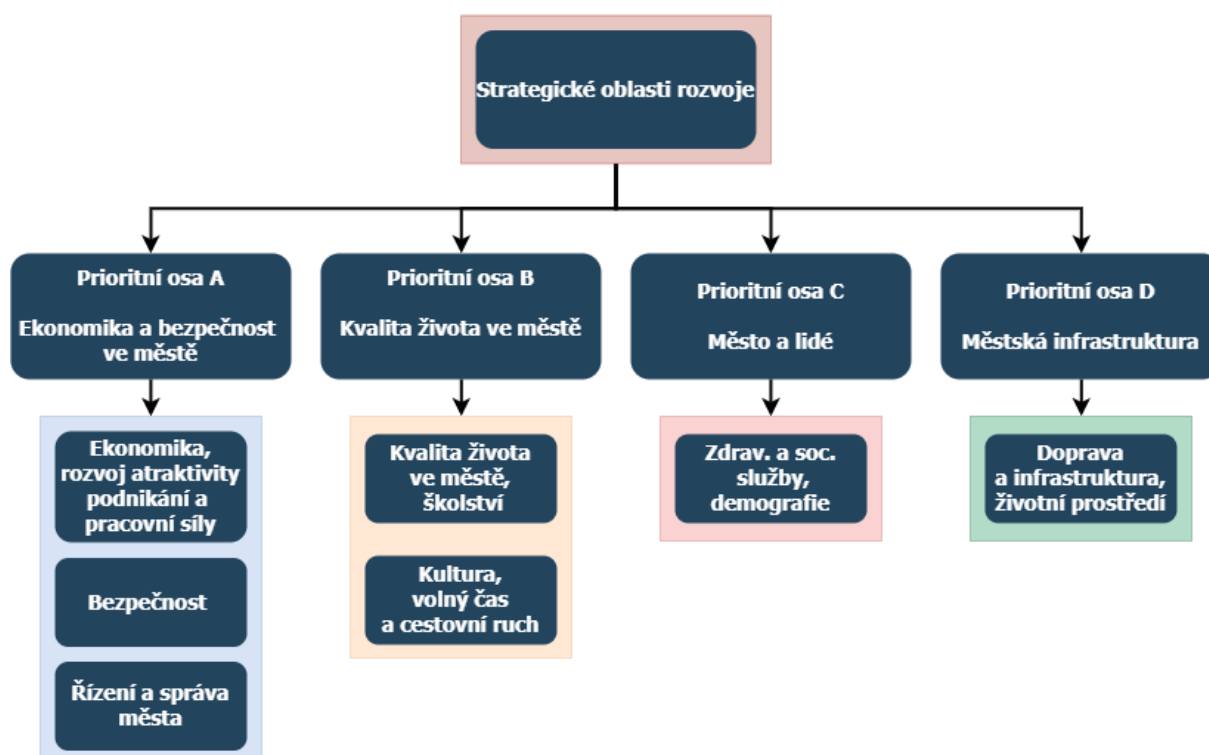 Strategické oblasti rozvoje
Prioritní osa A
Ekonomika a bezpečnost
ve městě
Prioritní osa B
Kvalita života ve městě
Prioritní osa C
Město a lidé
Prioritní osa D
Městská infrastruktura
Ekonomika,
rozvoj atraktivity
podnikání a
pracovní síly
Bezpečnost
Řízení a správa
města
Kvalita života
ve městě,
školství
Kultura,
volný čas
a cestovní ruch
Zdrav. a soc.
služby,
demografie
Doprava
a infrastruktura,
životní prostředí